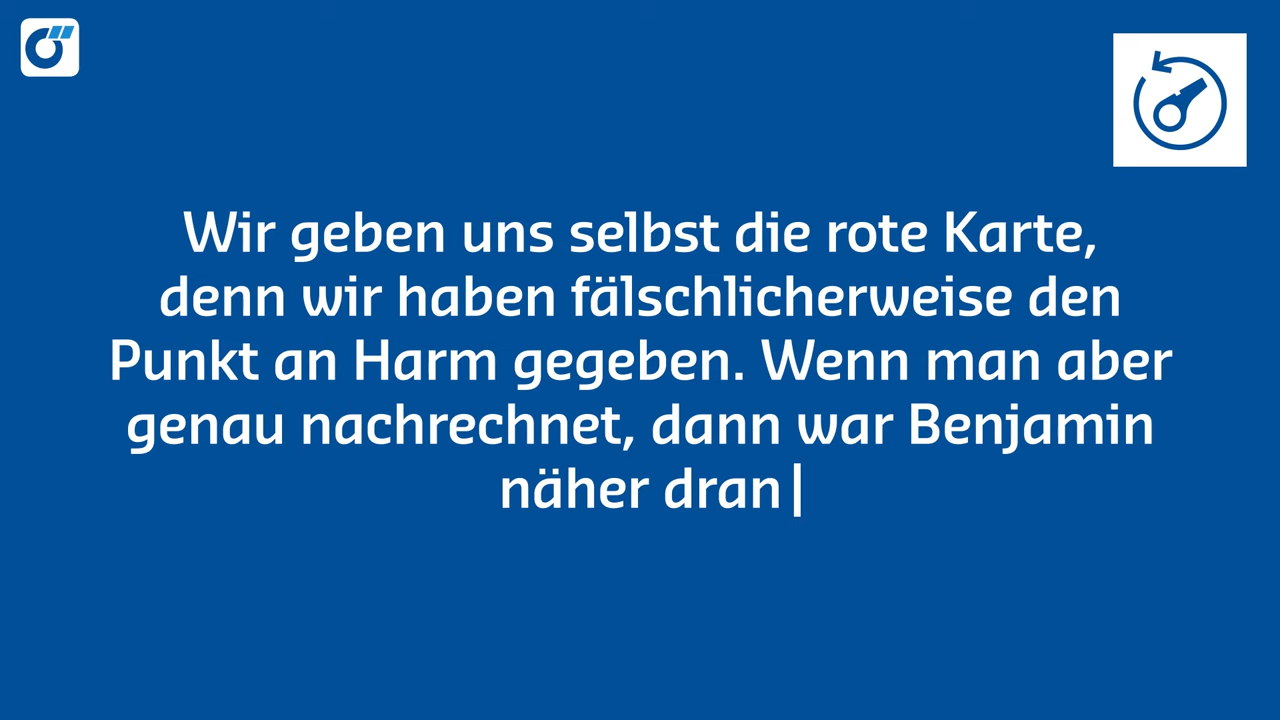 Wir geben uns selbst die rote Karte,
denn wir haben fälschlicherweise den
Punkt an Harm gegeben. Wenn man aber
genau nachrechnet, dann war Benjamin
näher dran|